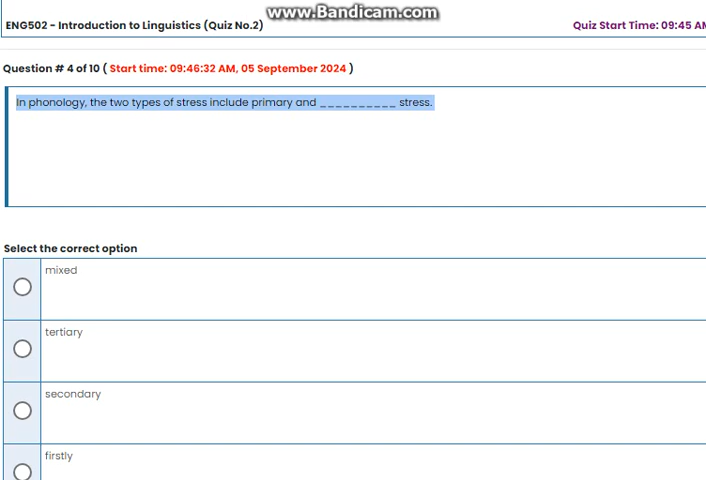 www.Bandicam.com
ENG502 - Introduction to Linguistics (Quiz No.2)
Quiz Start Time: 09:45 AM
Question # 4 of 10 ( Start time: 09:46:32 AM, 05 September 2024 )
In phonology, the two types of stress include primary and __________ stress.
Select the correct option
mixed
tertiary
secondary
firstly